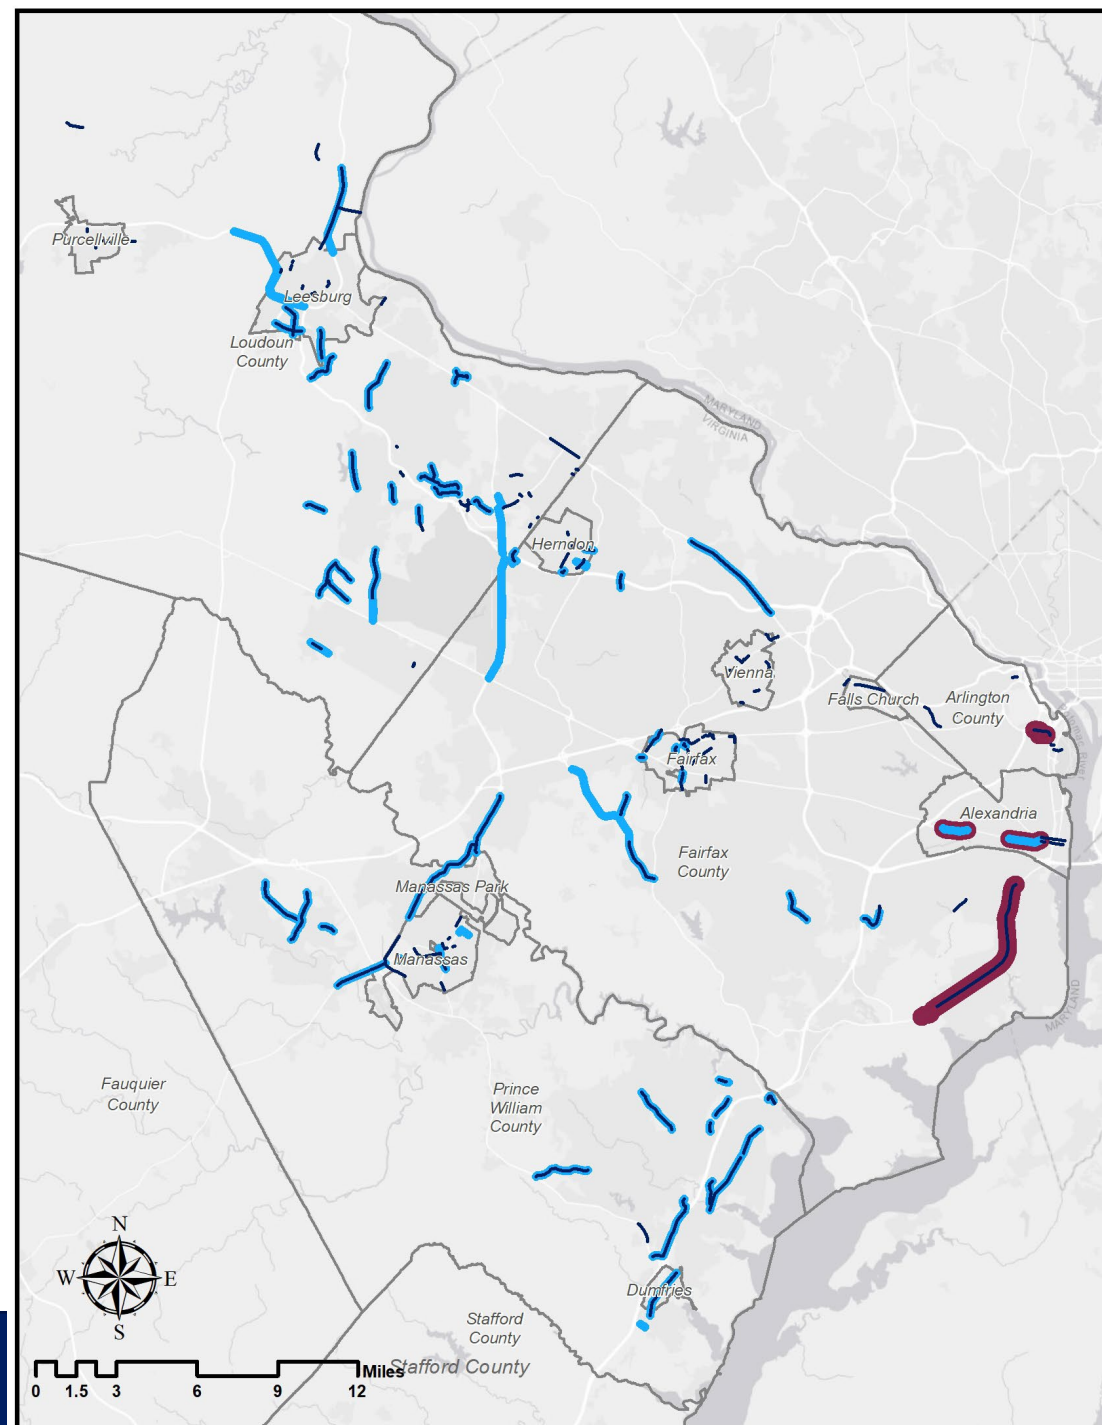 Purcellville
Leesburg
Loudoun
County
MARYLAND
VIRGINIA
Herndon
Vienna
Falls Church
Arlington
County
Potomac River
Fairfax
Alexandria
Fairfax
County
Manassas Park
Manassas
MARYLAND
Fauquier
County
Prince
William
County
N
W
E
S
Dumfries
Stafford
County
Stafford County
Miles
0 1.5 3 6 9 12